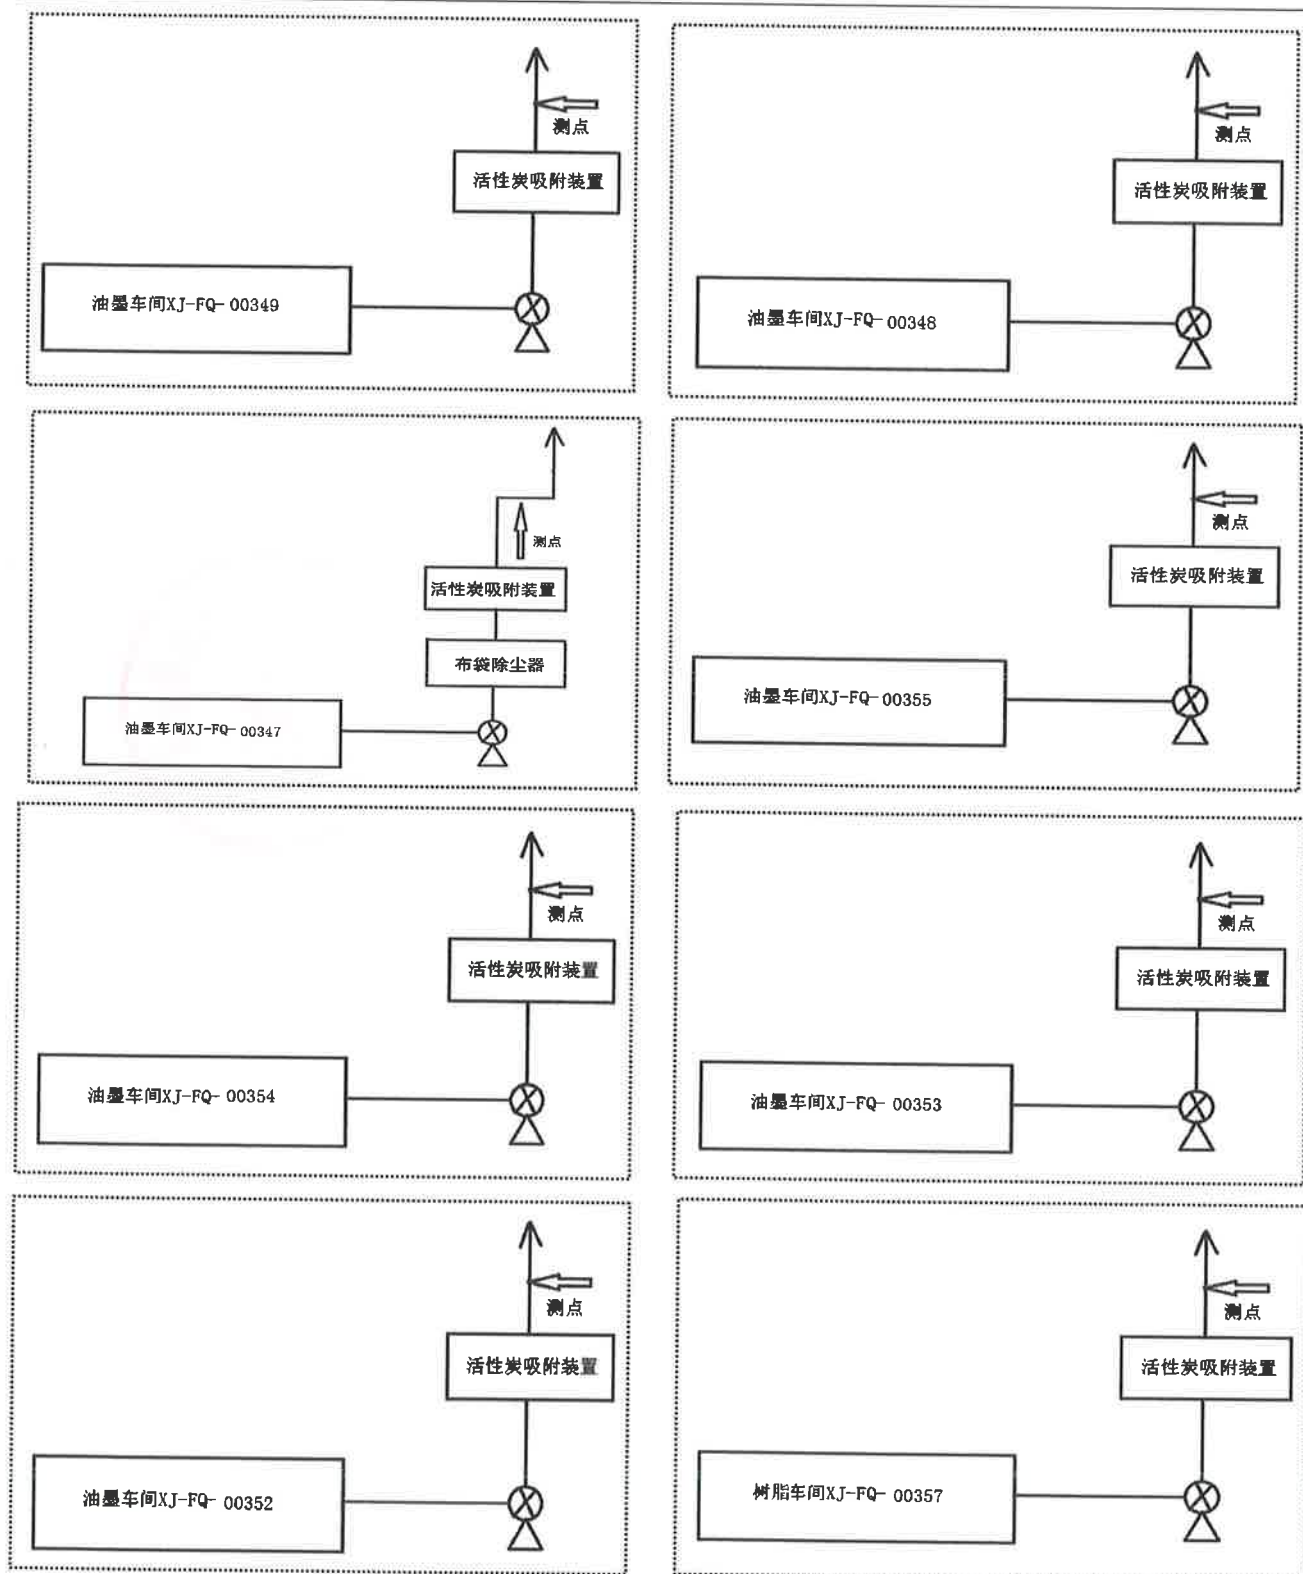 测点
活性炭吸附装置
油墨车间XJ-FQ-00349
测点
活性炭吸附装置
油墨车间XJ-FQ-00348
测点
活性炭吸附装置
布袋除尘器
油墨车间XJ-FQ-00347
测点
活性炭吸附装置
油墨车间XJ-FQ-00355
测点
活性炭吸附装置
油墨车间XJ-FQ-00354
测点
活性炭吸附装置
油墨车间XJ-FQ-00353
测点
活性炭吸附装置
油墨车间XJ-FQ-00352
测点
活性炭吸附装置
树脂车间XJ-FQ-00357